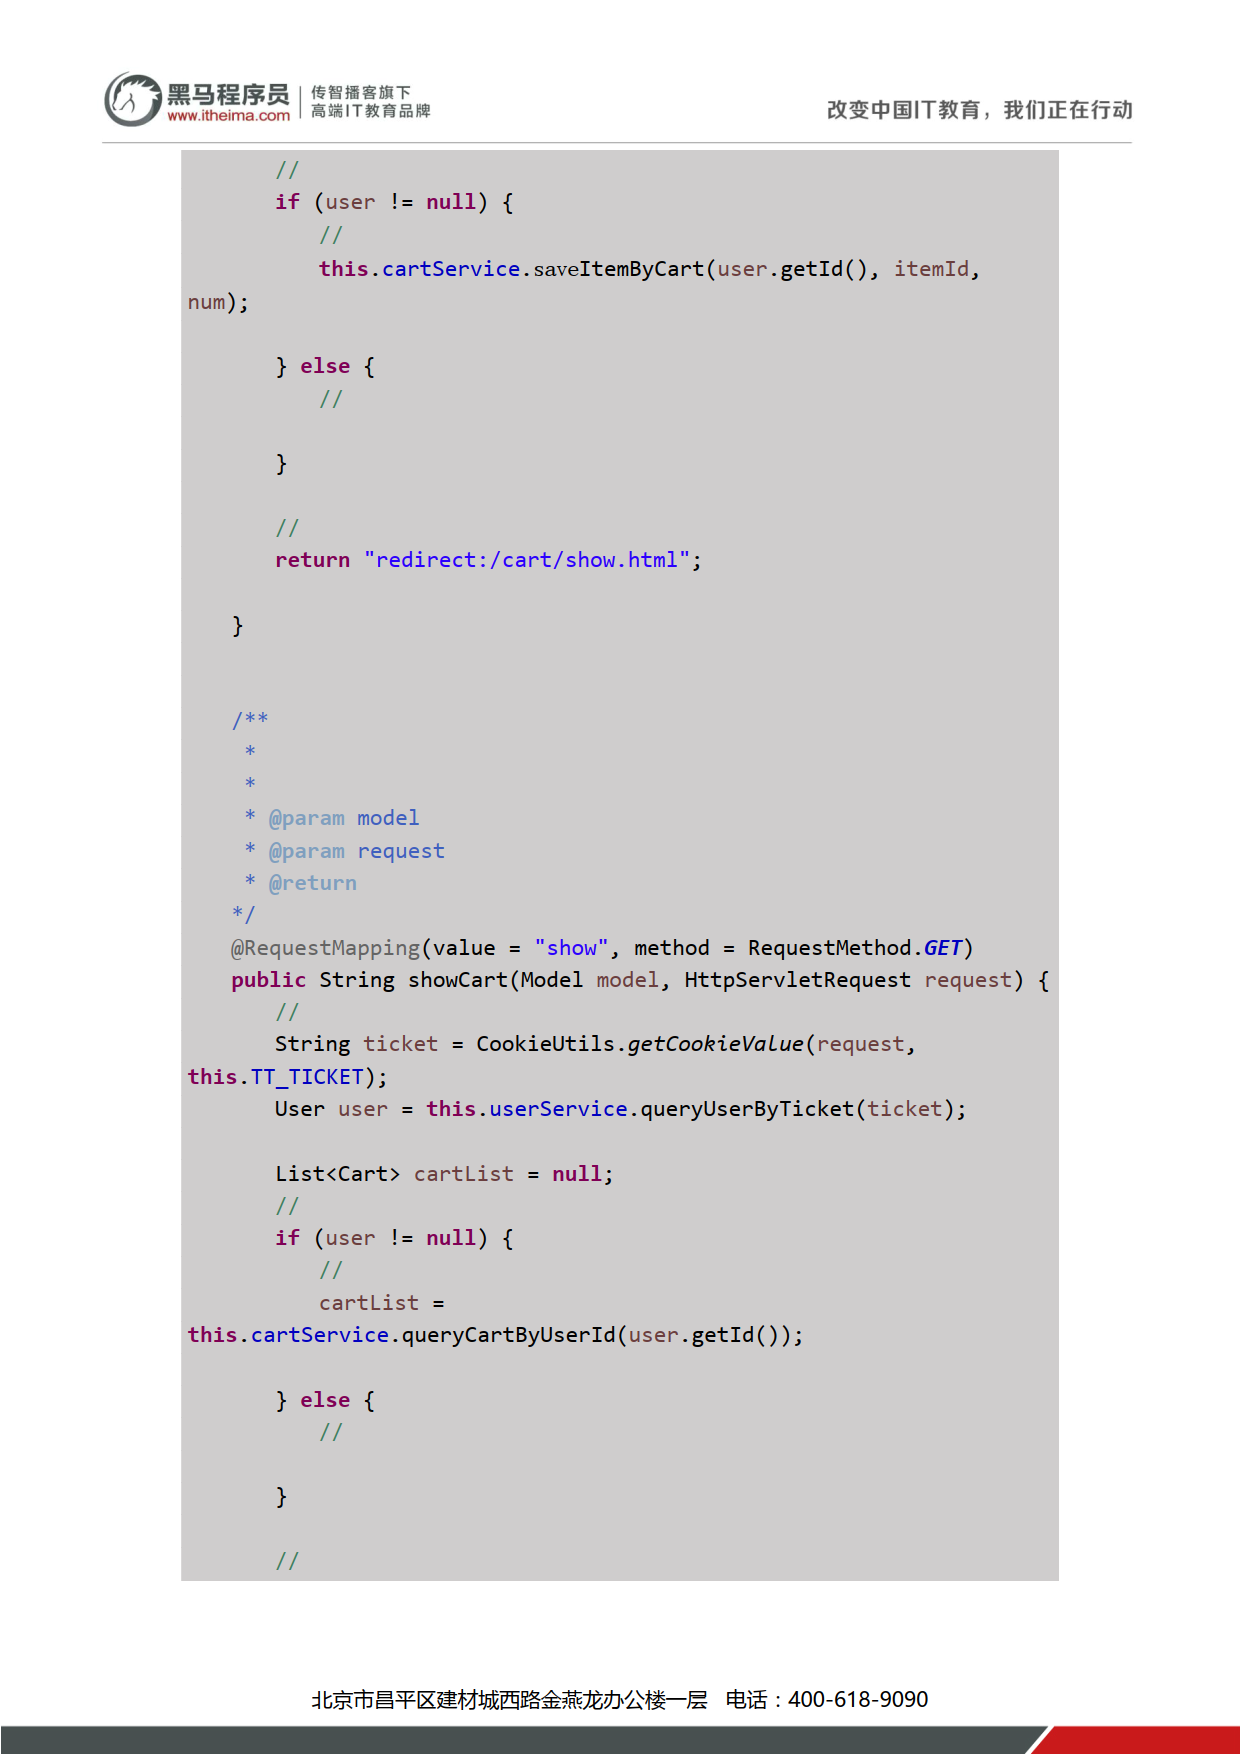 黑马程序员
www.itheima.com
传智播客旗下
高端IT教育品牌
改变中国IT教育，我们正在行动
//
if (user != null) {
//
this.cartService.saveItemByCart(user.getId(), itemId,
num);
} else {
//
}
//
return "redirect:/cart/show.html";
}
/**
*
*
* @param model
* @param request
* @return
*/
@RequestMapping(value = "show", method = RequestMethod.GET)
public String showCart(Model model, HttpServletRequest request) {
//
String ticket = CookieUtils.getCookieValue(request,
this.TT_TICKET);
User user = this.userService.queryUserByTicket(ticket);
List<Cart> cartList = null;
//
if (user != null) {
//
cartList =
this.cartService.queryCartByUserId(user.getId());
} else {
//
}
//
北京市昌平区建材城西路金燕龙办公楼一层 电话：400-618-9090